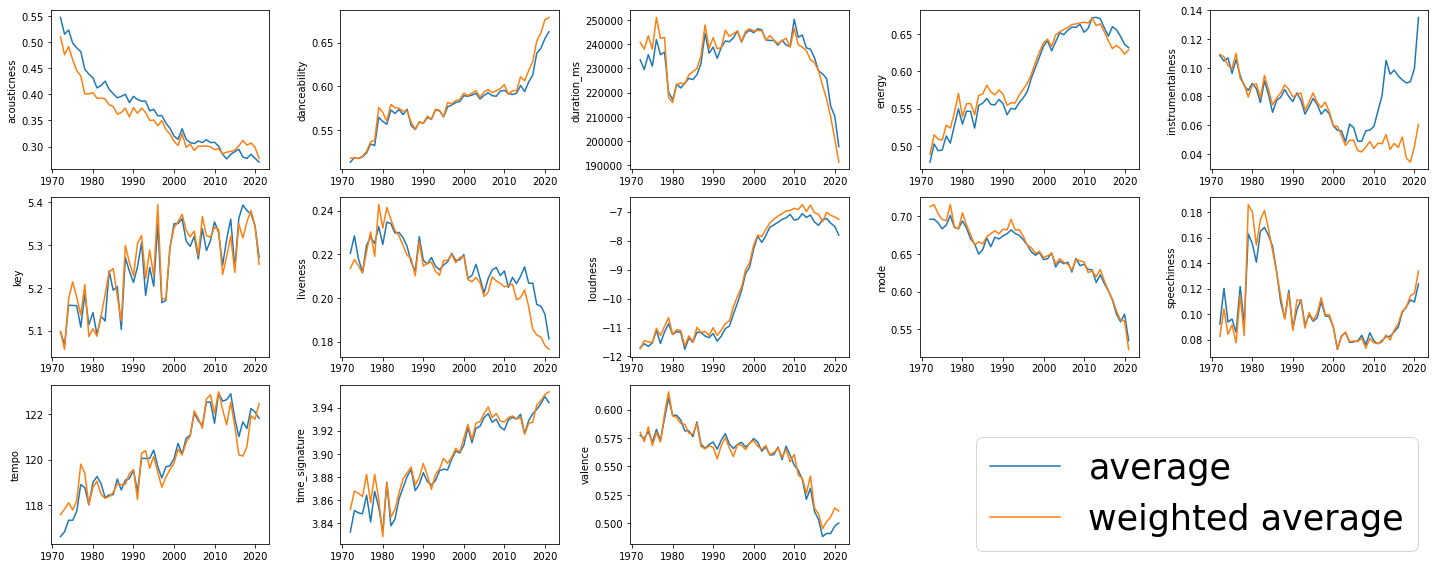 acousticness
0.55
0.50
0.45
0.40
0.35
0.30
1970 1980 1990 2000 2010 2020
danceability
0.65
0.60
0.55
1970 1980 1990 2000 2010 2020
duration_ms
250000
240000
230000
220000
210000
200000
190000
1970 1980 1990 2000 2010 2020
energy
0.65
0.60
0.55
0.50
1970 1980 1990 2000 2010 2020
instrumentalness
0.14
0.12
0.10
0.08
0.06
0.04
1970 1980 1990 2000 2010 2020
key
5.4
5.3
5.2
5.1
1970 1980 1990 2000 2010 2020
liveness
0.24
0.22
0.20
0.18
1970 1980 1990 2000 2010 2020
loudness
−7
−8
−9
−10
−11
−12
1970 1980 1990 2000 2010 2020
mode
0.70
0.65
0.60
0.55
1970 1980 1990 2000 2010 2020
speechiness
0.18
0.16
0.14
0.12
0.10
0.08
1970 1980 1990 2000 2010 2020
tempo
122
120
118
1970 1980 1990 2000 2010 2020
time_signature
3.94
3.92
3.90
3.88
3.86
3.84
1970 1980 1990 2000 2010 2020
valence
0.600
0.575
0.550
0.525
0.500
1970 1980 1990 2000 2010 2020
average
weighted average